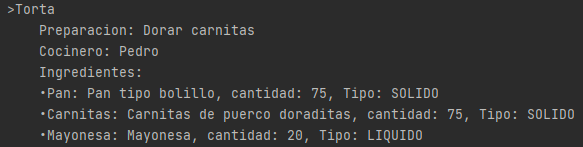 >Torta
Preparacion: Dorar carnitas
Cocinero: Pedro
Ingredientes:
•Pan: Pan tipo bolillo, cantidad: 75, Tipo: SOLIDO
•Carnitas: Carnitas de puerco doraditas, cantidad: 75, Tipo: SOLIDO
•Mayonesa: Mayonesa, cantidad: 20, Tipo: LIQUIDO